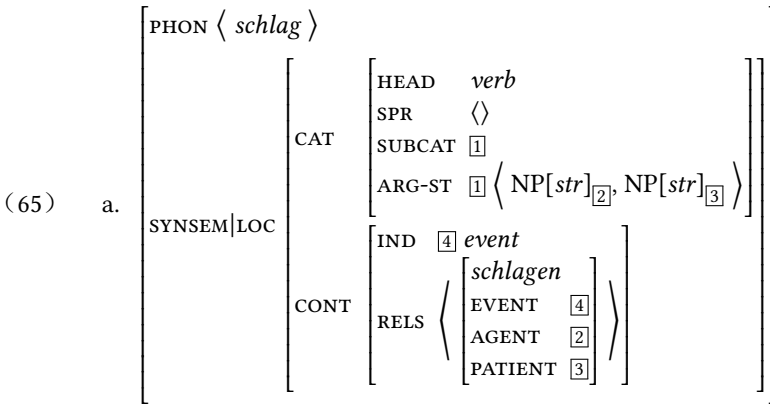 PHON ⟨ schlag ⟩
HEAD verb
SPR ⟨⟩
CAT SUBCAT 1
ARG-ST 1 ⟨ NP[str]2, NP[str]3 ⟩
(65) a. SYNSEM|LOC
IND 4 event
schlagen
EVENT 4
CONT RELS ⟨ AGENT 2 ⟩
PATIENT 3